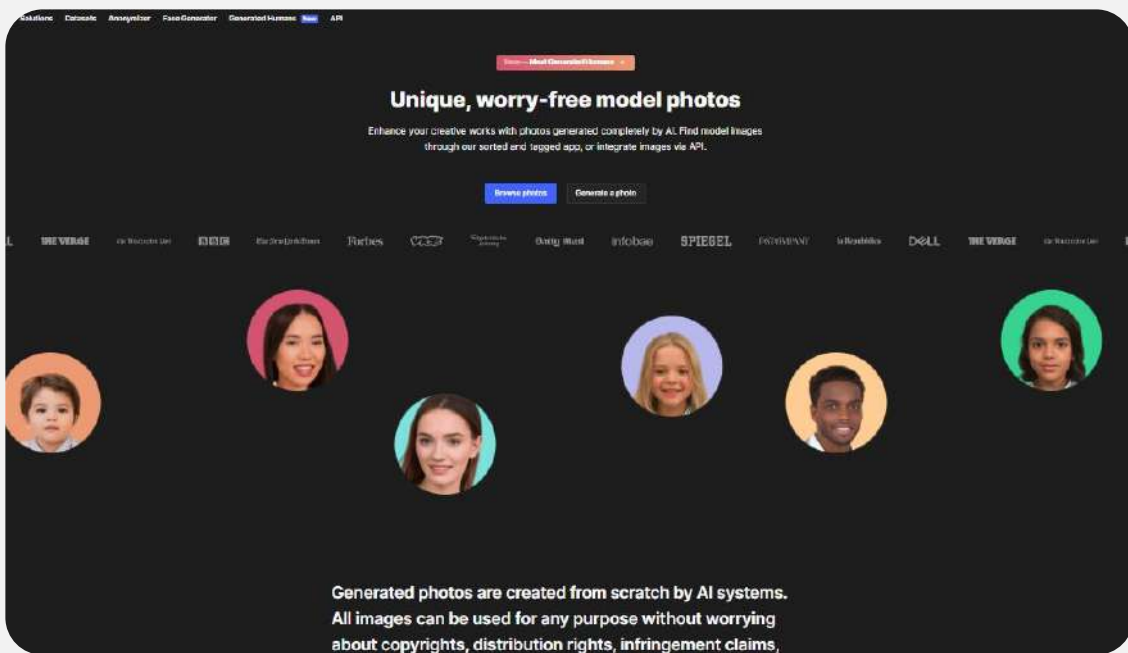 Solutions Datasets Anonymizer Face Generator Generated Humans New API
Meet Generated Humans
Unique, worry-free model photos
Enhance your creative works with photos generated completely by AI. Find model images
through our sorted and tagged app, or integrate images via API.
Browse photos Generate a photo
THE VERGE BBC Forbes Daily Mail infobae SPIEGEL la Repubblica DELL THE VERGE
Generated photos are created from scratch by AI systems.
All images can be used for any purpose without worrying
about copyrights, distribution rights, infringement claims,